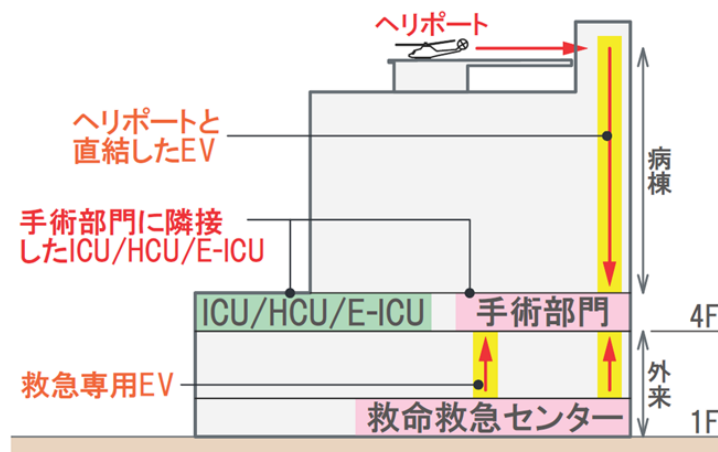 ヘリポート
ヘリポートと
直結したEV
病棟
手術部門に隣接
したICU/HCU/E-ICU
ICU/HCU/E-ICU
手術部門
4F
救急専用EV
外来
救命救急センター
1F